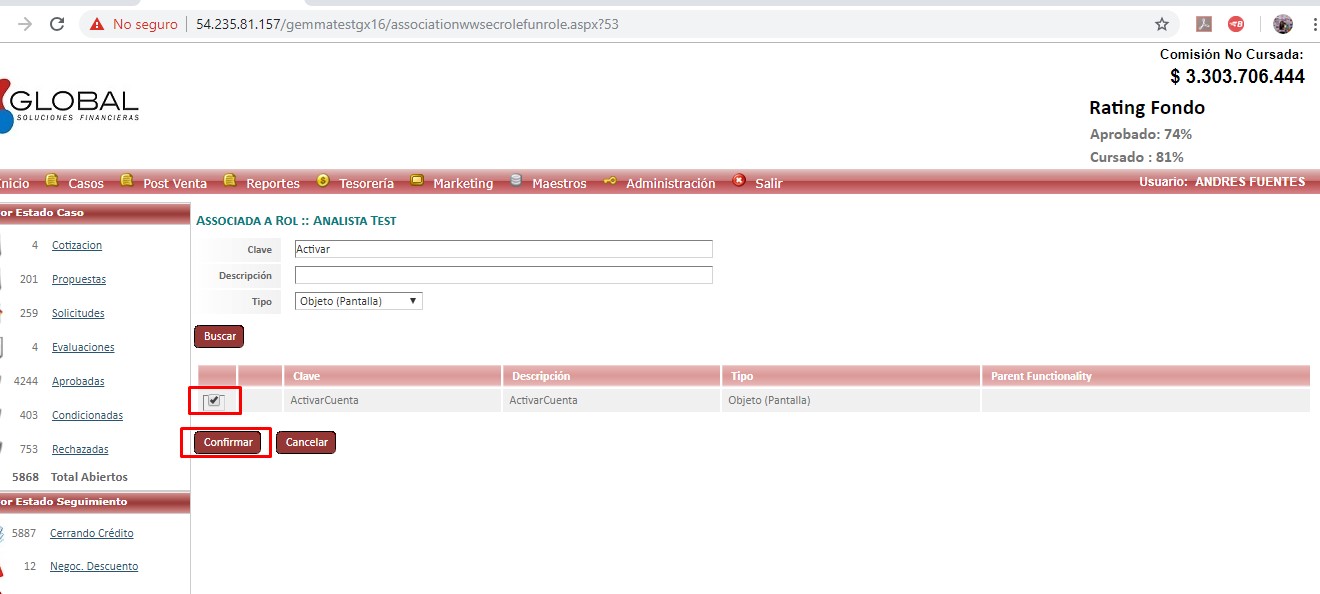 No seguro | 54.235.81.157/gemmatestgx16/associationwwsecrolefunrole.aspx?53
Comisión No Cursada:
$ 3.303.706.444
GLOBAL
SOLUCIONES FINANCIERAS
Rating Fondo
Aprobado: 74%
Cursado : 81%
nicio Casos Post Venta Reportes Tesorería Marketing Maestros Administración Salir Usuario: ANDRES FUENTES
or Estado Caso
4 Cotizacion
201 Propuestas
259 Solicitudes
4 Evaluaciones
4244 Aprobadas
403 Condicionadas
753 Rechazadas
5868 Total Abiertos
or Estado Seguimiento
5887 Cerrando Crédito
12 Negoc. Descuento
Associada a Rol :: Analista Test
Clave Activar
Descripción
Tipo Objeto (Pantalla)
Buscar
Clave Descripción Tipo Parent Functionality
ActivarCuenta ActivarCuenta Objeto (Pantalla)
Confirmar Cancelar